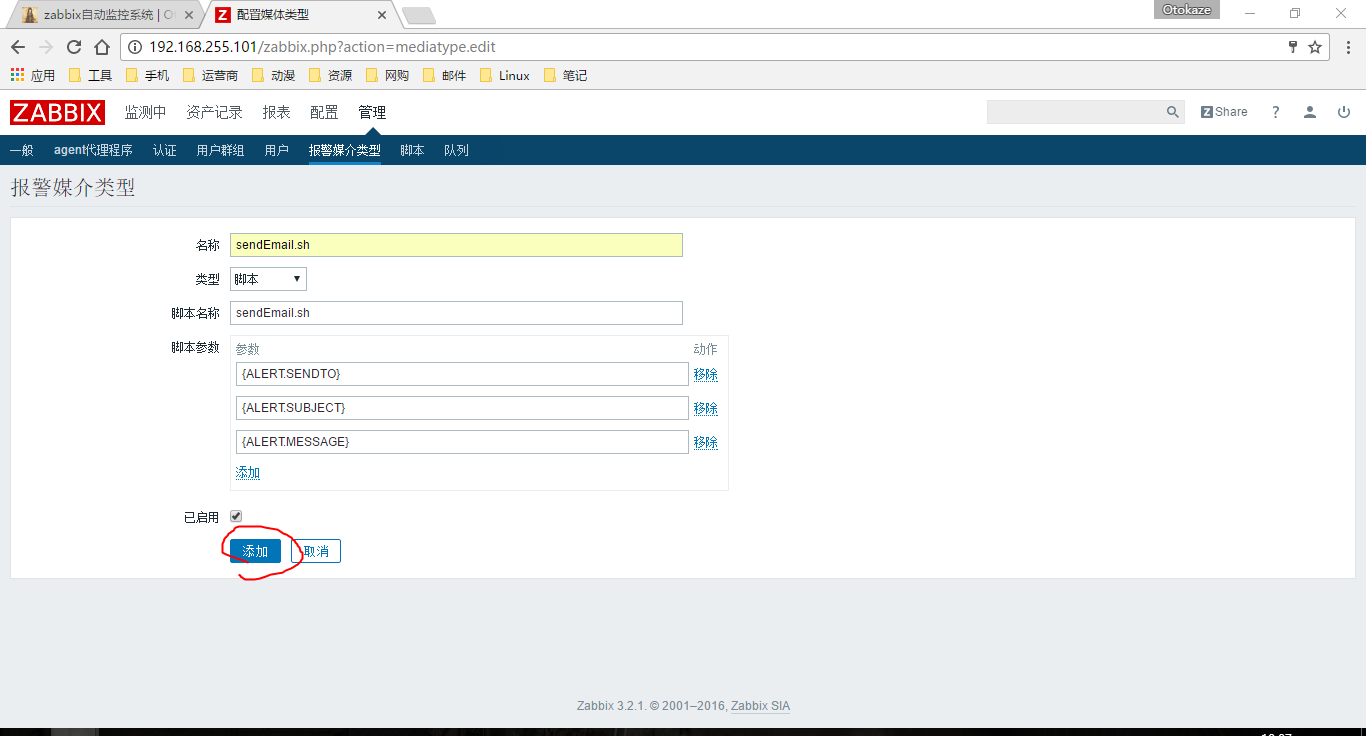 zabbix自动监控系统 | O
配置媒体类型
Otokaze
192.168.255.101/zabbix.php?action=mediatype.edit
应用 工具 手机 运营商 动漫 资源 网购 邮件 Linux 笔记
ZABBIX 监测中 资产记录 报表 配置 管理 Z Share ?
一般 agent代理程序 认证 用户群组 用户 报警媒介类型 脚本 队列
报警媒介类型
名称 sendEmail.sh
类型 脚本
脚本名称 sendEmail.sh
脚本参数 参数 动作
{ALERT.SENDTO} 移除
{ALERT.SUBJECT} 移除
{ALERT.MESSAGE} 移除
添加
已启用
添加 取消
Zabbix 3.2.1. © 2001–2016, Zabbix SIA